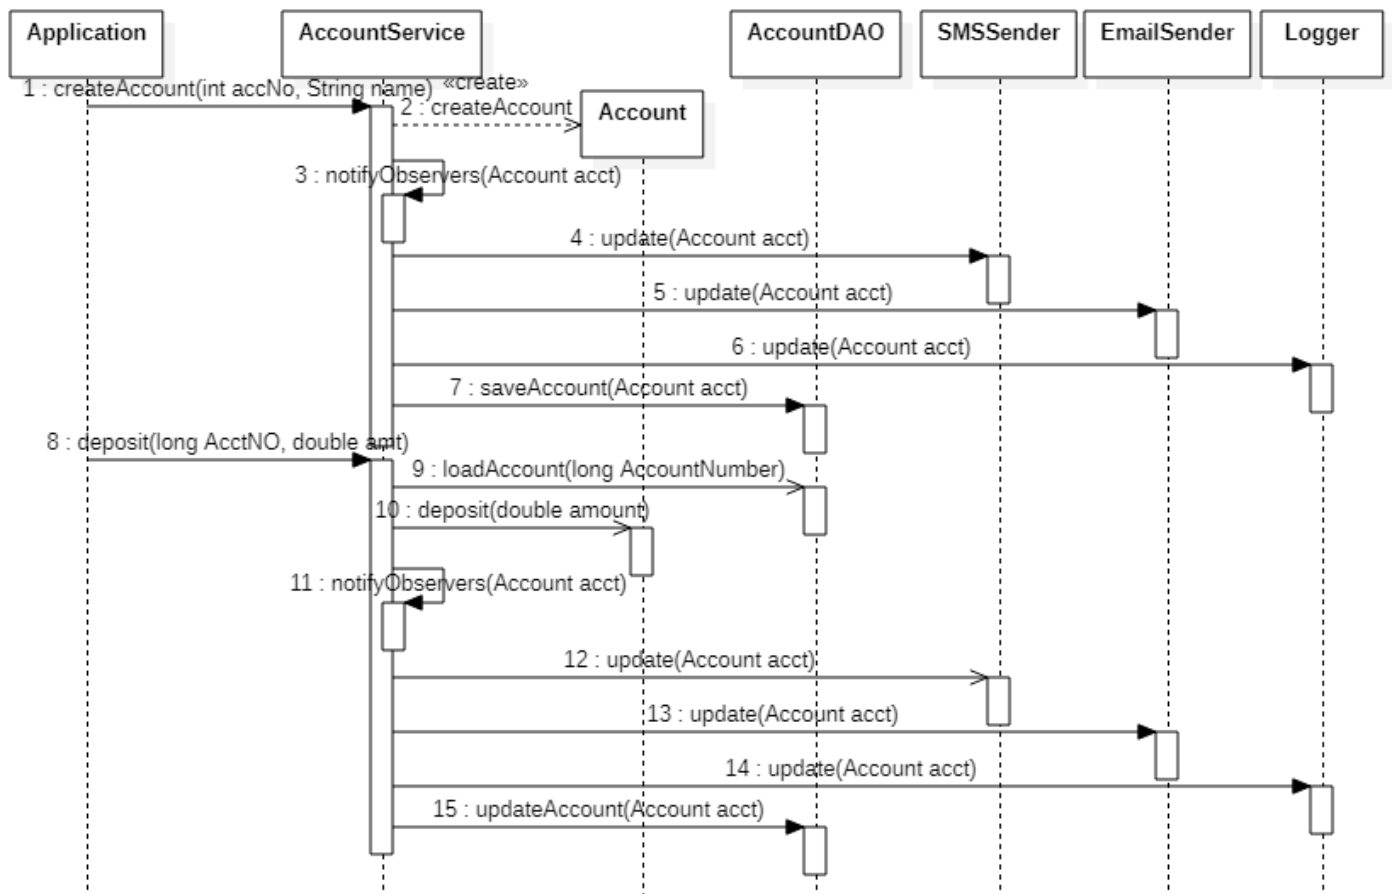 Application
AccountService
AccountDAO
SMSSender
EmailSender
Logger
1 : createAccount(int accNo, String name)
«create»
2 : createAccount
Account
3 : notifyObservers(Account acct)
4 : update(Account acct)
5 : update(Account acct)
6 : update(Account acct)
7 : saveAccount(Account acct)
8 : deposit(long AcctNO, double amt)
9 : loadAccount(long AccountNumber)
10 : deposit(double amount)
11 : notifyObservers(Account acct)
12 : update(Account acct)
13 : update(Account acct)
14 : update(Account acct)
15 : updateAccount(Account acct)